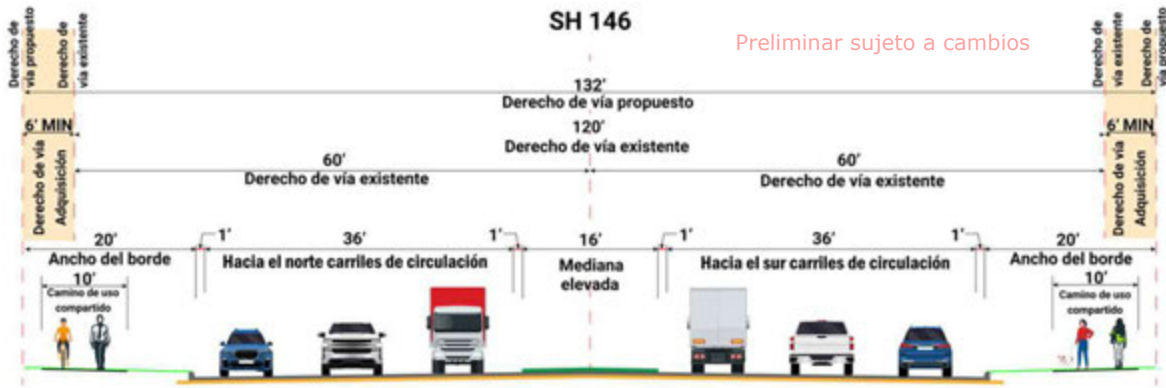 SH 146
Preliminar sujeto a cambios
Derecho de
vía propuesto
Derecho de
vía existente
Derecho de
vía existente
Derecho de
vía propuesto
132'
Derecho de vía propuesto
6' MIN
120'
6' MIN
Derecho de vía existente
60'
Derecho de vía existente
60'
Derecho de vía existente
Derecho de vía
Adquisición
Derecho de vía
Adquisición
20'
1'
36'
1'
16'
1'
36'
1'
20'
Ancho del borde
Hacia el norte carriles de circulación
Mediana
elevada
Hacia el sur carriles de circulación
Ancho del borde
10'
Camino de uso
compartido
10'
Camino de uso
compartido